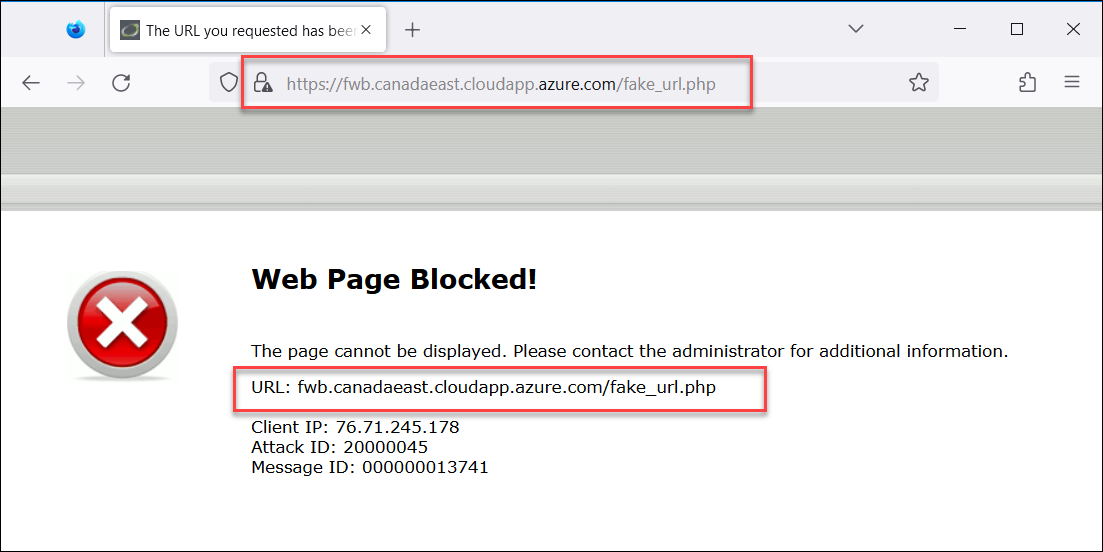 The URL you requested has been
https://fwb.canadaeast.cloudapp.azure.com/fake_url.php
Web Page Blocked!
The page cannot be displayed. Please contact the administrator for additional information.
URL: fwb.canadaeast.cloudapp.azure.com/fake_url.php
Client IP: 76.71.245.178
Attack ID: 20000045
Message ID: 000000013741